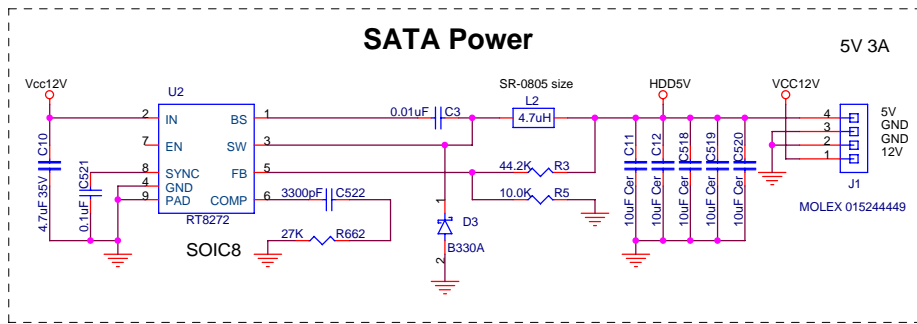 SATA Power
5V 3A
Vcc12V
U2
SR-0805 size
HDD5V
VCC12V
L2
4.7uH
0.01uF
C3
2
IN
BS
1
7
EN
SW
3
8
SYNC
FB
5
4
GND
9
PAD
COMP
6
RT8272
SOIC8
C10
4.7uF 35V
C521
0.1uF
3300pF
C522
27K
R662
44.2K
R3
10.0K
R5
1
D3
B330A
2
C11
10uF Cer
C12
10uF Cer
C518
10uF Cer
C519
10uF Cer
C520
10uF Cer
4
5V
3
GND
2
GND
1
12V
J1
MOLEX 015244449